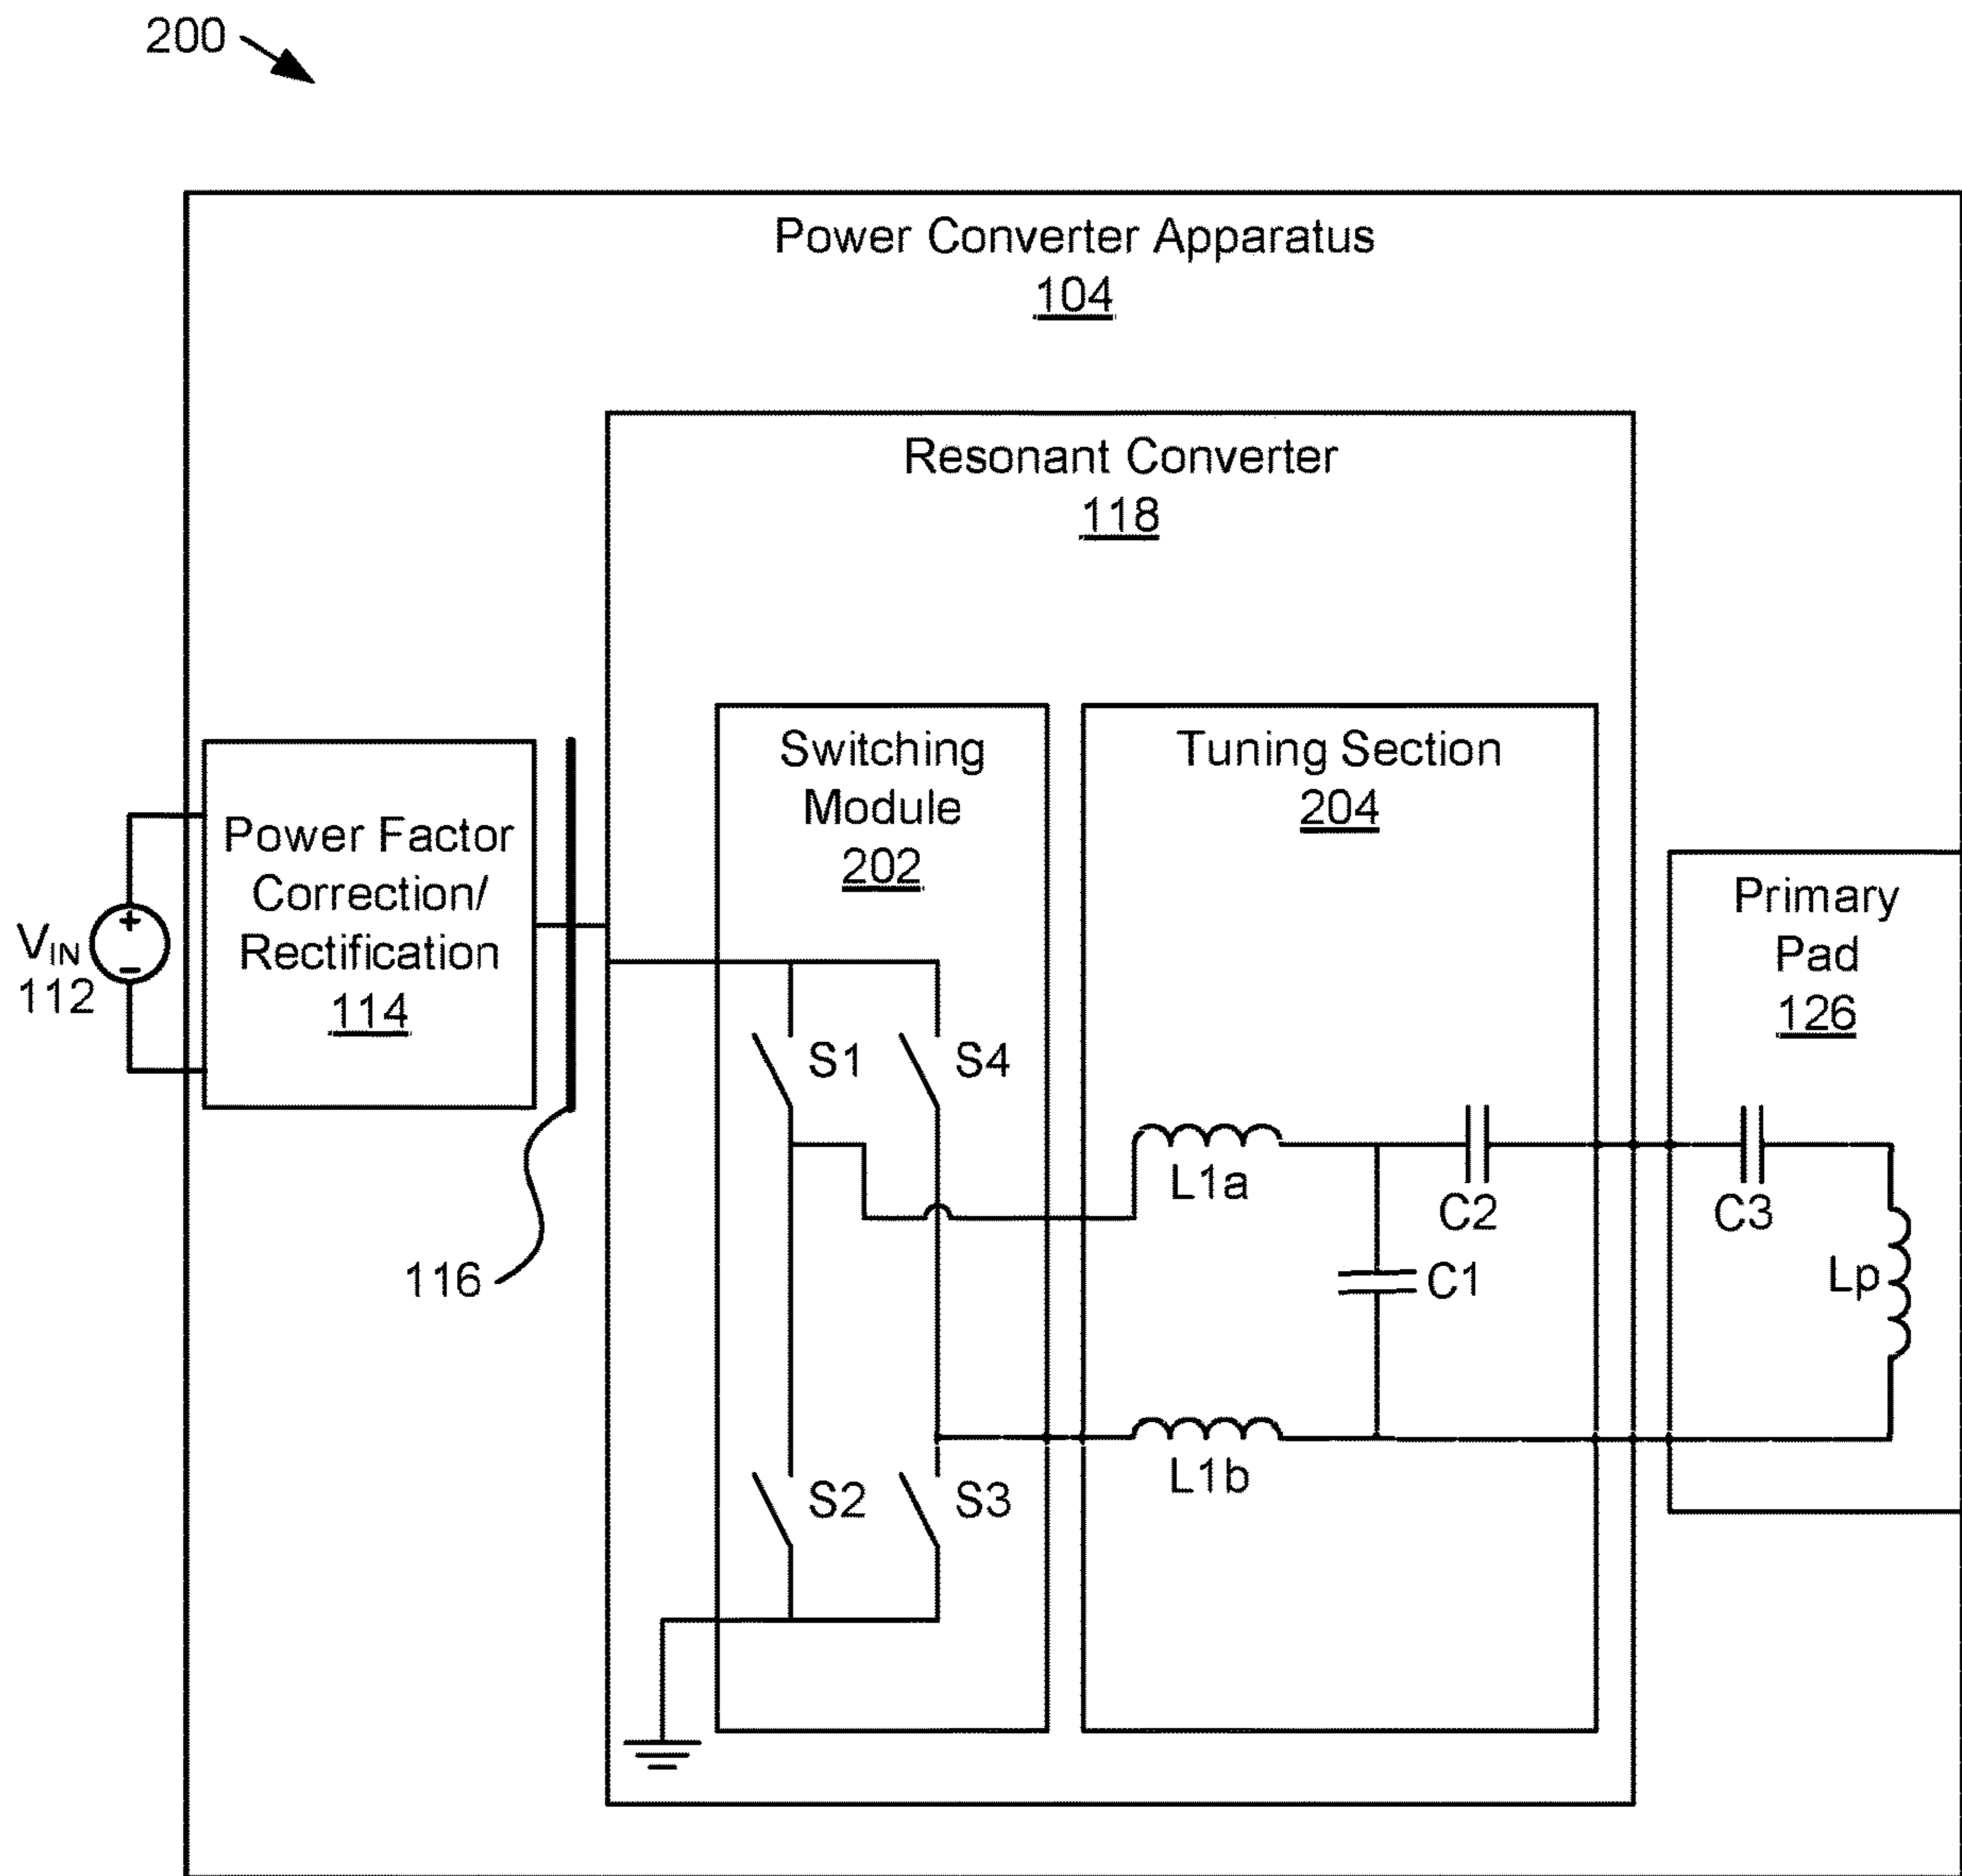 200
Power Converter Apparatus
104
Resonant Converter
118
Switching
Module
202
Tuning Section
204
Power Factor
Correction/
Rectification
114
VIN
112
+
−
Primary
Pad
126
S1
S4
L1a
C2
C3
116
C1
Lp
L1b
S2
S3